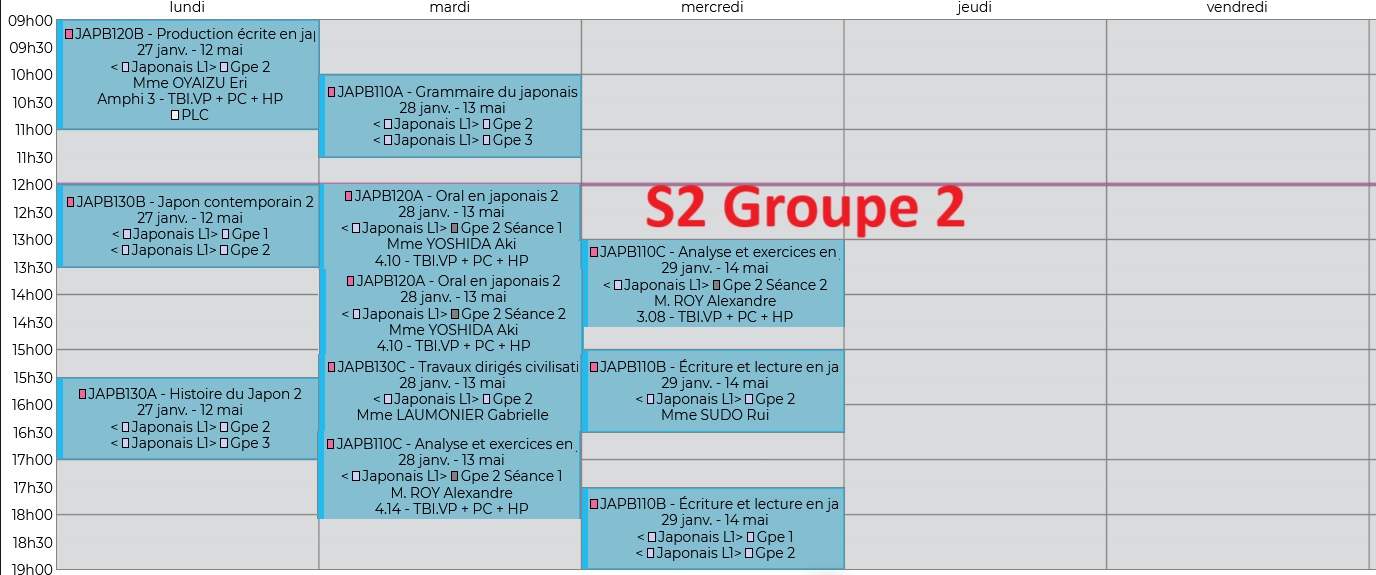 lundi
mardi
mercredi
jeudi
vendredi
09h00
09h30
10h00
10h30
11h00
11h30
12h00
12h30
13h00
13h30
14h00
14h30
15h00
15h30
16h00
16h30
17h00
17h30
18h00
18h30
19h00
JAPB120B - Production écrite en jap
27 janv. - 12 mai
< Japonais L1> Gpe 2
Mme OYAIZU Eri
Amphi 3 - TBI.VP + PC + HP
PLC
JAPB130B - Japon contemporain 2
27 janv. - 12 mai
< Japonais L1> Gpe 1
< Japonais L1> Gpe 2
JAPB130A - Histoire du Japon 2
27 janv. - 12 mai
< Japonais L1> Gpe 2
< Japonais L1> Gpe 3
JAPB110A - Grammaire du japonais
28 janv. - 13 mai
< Japonais L1> Gpe 2
< Japonais L1> Gpe 3
JAPB120A - Oral en japonais 2
28 janv. - 13 mai
< Japonais L1> Gpe 2 Séance 1
Mme YOSHIDA Aki
4.10 - TBI.VP + PC + HP
JAPB120A - Oral en japonais 2
28 janv. - 13 mai
< Japonais L1> Gpe 2 Séance 2
Mme YOSHIDA Aki
4.10 - TBI.VP + PC + HP
JAPB130C - Travaux dirigés civilisati
28 janv. - 13 mai
< Japonais L1> Gpe 2
Mme LAUMONIER Gabrielle
JAPB110C - Analyse et exercices en
28 janv. - 13 mai
< Japonais L1> Gpe 2 Séance 1
M. ROY Alexandre
4.14 - TBI.VP + PC + HP
S2 Groupe 2
JAPB110C - Analyse et exercices en
29 janv. - 14 mai
< Japonais L1> Gpe 2 Séance 2
M. ROY Alexandre
3.08 - TBI.VP + PC + HP
JAPB110B - Écriture et lecture en ja
29 janv. - 14 mai
< Japonais L1> Gpe 2
Mme SUDO Rui
JAPB110B - Écriture et lecture en ja
29 janv. - 14 mai
< Japonais L1> Gpe 1
< Japonais L1> Gpe 2